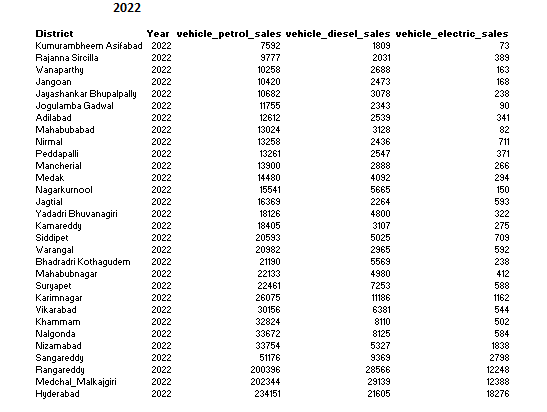 2022
District Year vehicle_petrol_sales vehicle_diesel_sales vehicle_electric_sales
Kumurambheem Asifabad 2022 7592 1809 73
Rajanna Sircilla 2022 9777 2031 389
Wanaparthy 2022 10258 2688 163
Jangoan 2022 10420 2473 168
Jayashankar Bhupalpally 2022 10682 3078 238
Jogulamba Gadwal 2022 11755 2343 90
Adilabad 2022 12612 2539 341
Mahabubabad 2022 13024 3128 82
Nirmal 2022 13258 2436 711
Peddapalli 2022 13261 2547 371
Mancherial 2022 13900 2888 266
Medak 2022 14480 4092 294
Nagarkurnool 2022 15541 5665 150
Jagtial 2022 16369 2264 593
Yadadri Bhuvanagiri 2022 18126 4800 322
Kamareddy 2022 18405 3107 275
Siddipet 2022 20593 5025 709
Warangal 2022 20982 2965 592
Bhadradri Kothagudem 2022 21190 5569 238
Mahabubnagar 2022 22133 4980 412
Suryapet 2022 22461 7253 588
Karimnagar 2022 26075 11186 1162
Vikarabad 2022 30156 6381 544
Khammam 2022 32824 8110 502
Nalgonda 2022 33672 8125 584
Nizamabad 2022 33754 5327 1838
Sangareddy 2022 51176 9369 2798
Rangareddy 2022 200396 28566 12248
Medchal_Malkajgiri 2022 202344 29139 12388
Hyderabad 2022 234151 21605 18276